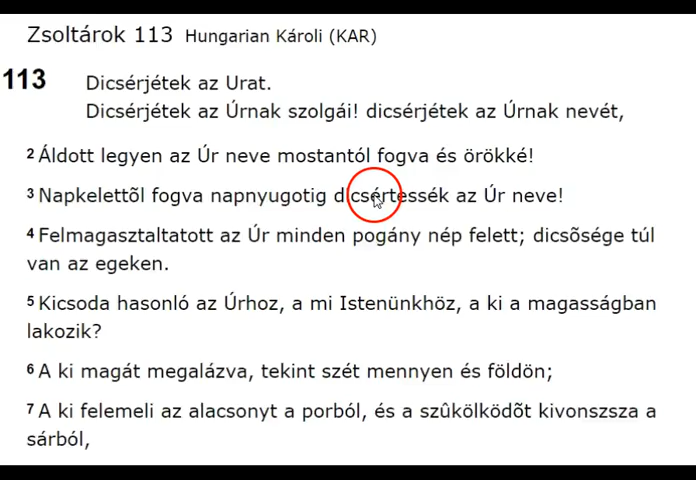 Zsoltárok 113 Hungarian Károli (KAR)
113 Dicsérjétek az Urat.
Dicsérjétek az Úrnak szolgái! dicsérjétek az Úrnak nevét,
2 Áldott legyen az Úr neve mostantól fogva és örökké!
3 Napkelettõl fogva napnyugotig dicsértessék az Úr neve!
4 Felmagasztaltatott az Úr minden pogány nép felett; dicsõsége túl
van az egeken.
5 Kicsoda hasonló az Úrhoz, a mi Istenünkhöz, a ki a magasságban
lakozik?
6 A ki magát megalázva, tekint szét mennyen és földön;
7 A ki felemeli az alacsonyt a porból, és a szûkölködõt kivonszsza a
sárból,